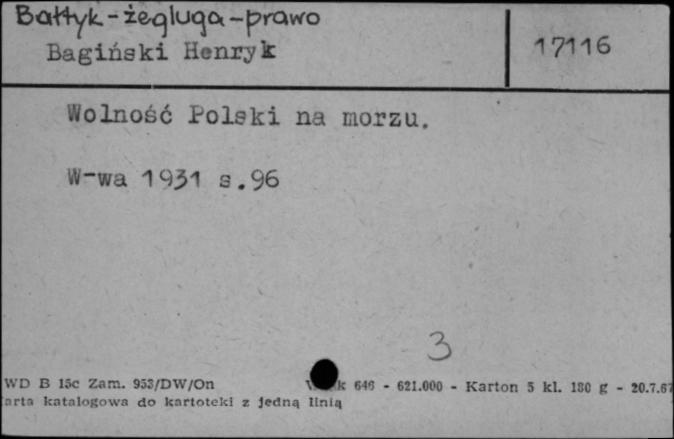 Bałtyk-żegluga-prawo
Bagiński Henryk
17116
Wolność Polski na morzu.
W-wa 1931 s.96
3
WD B 15c Zam. 953/DW/On 646 - 621.000 - Karton 5 kl. 180 g - 20.7.67
arta katalogowa do kartoteki z jedną linią